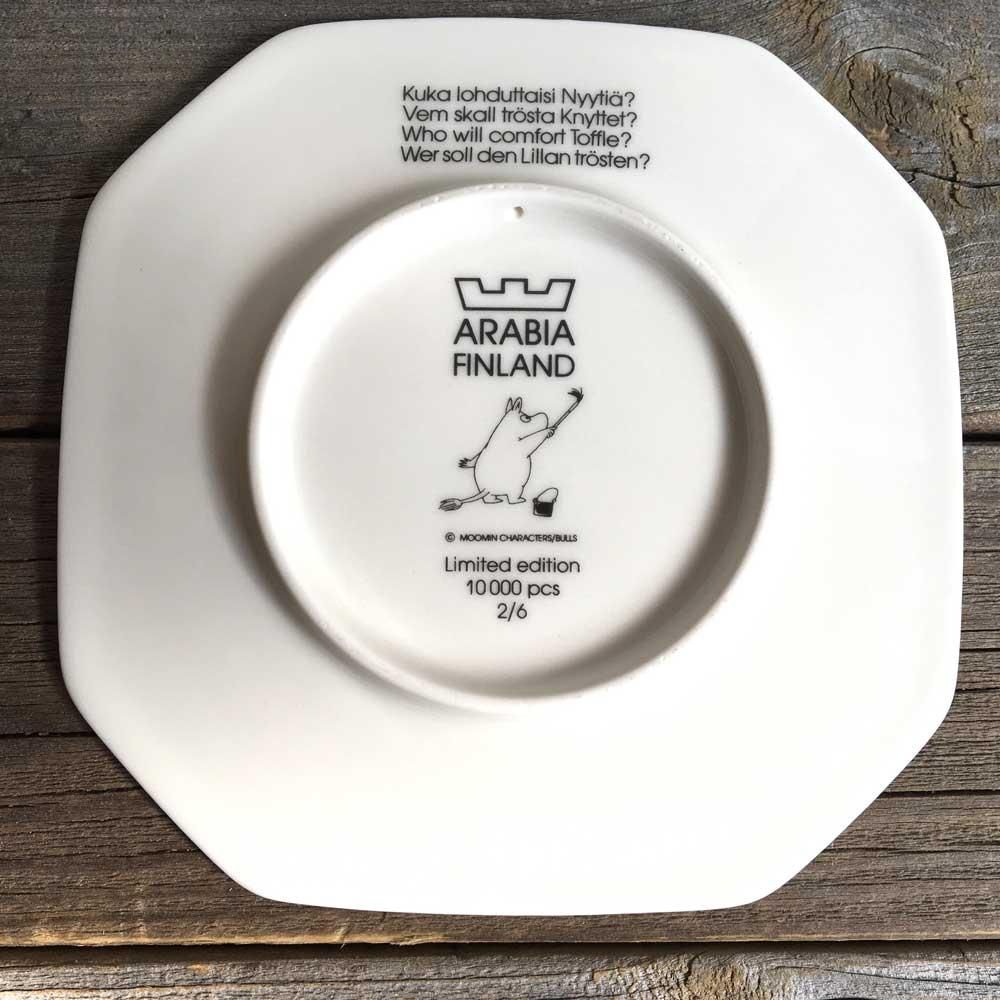 Kuka lohduttaisi Nyytiä?
Vem skall trösta Knyttet?
Who will comfort Toffle?
Wer soll den Lillan trösten?
ARABIA
FINLAND
© MOOMIN CHARACTERS/BULLS
Limited edition
10 000 pcs
2/6